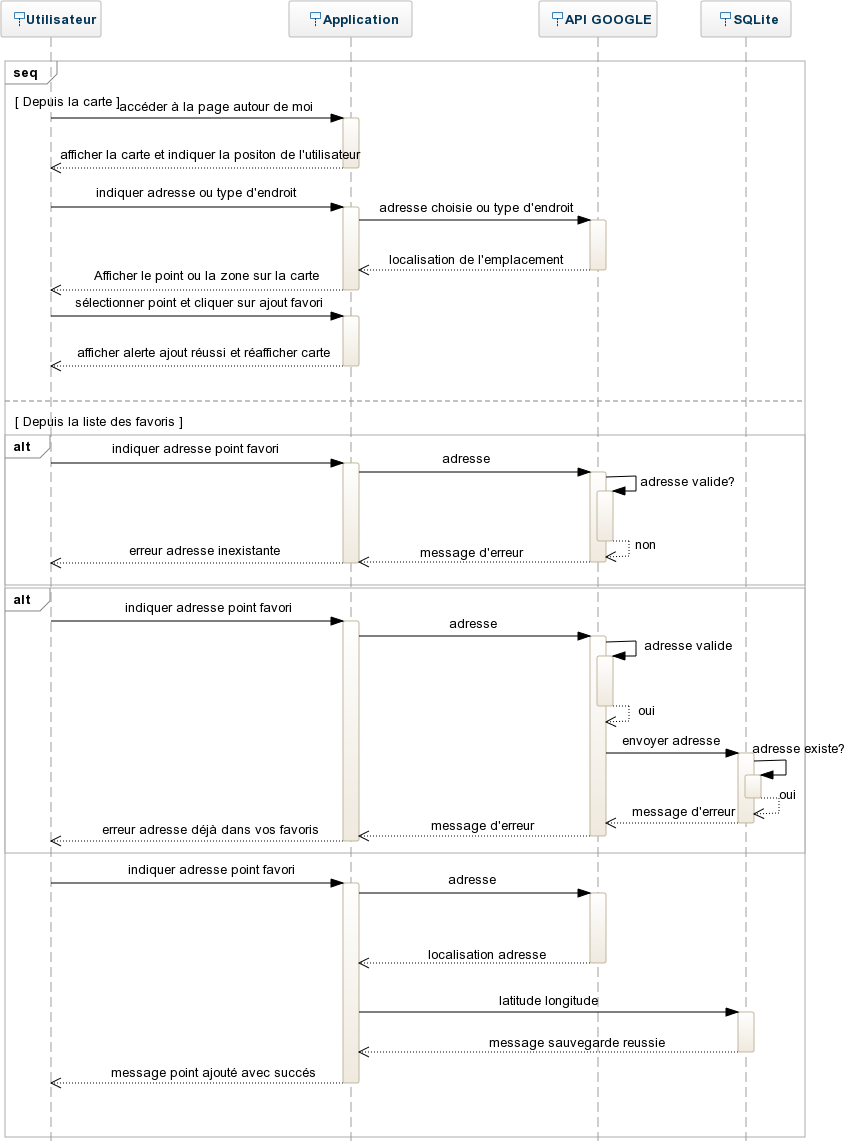 Utilisateur
Application
API GOOGLE
SQLite
seq
[ Depuis la carte ]
accéder à la page autour de moi
afficher la carte et indiquer la positon de l'utilisateur
indiquer adresse ou type d'endroit
adresse choisie ou type d'endroit
localisation de l'emplacement
Afficher le point ou la zone sur la carte
sélectionner point et cliquer sur ajout favori
afficher alerte ajout réussi et réafficher carte
[ Depuis la liste des favoris ]
alt
indiquer adresse point favori
adresse
adresse valide?
non
erreur adresse inexistante
message d'erreur
alt
indiquer adresse point favori
adresse
adresse valide
oui
envoyer adresse
adresse existe?
oui
message d'erreur
message d'erreur
erreur adresse déjà dans vos favoris
indiquer adresse point favori
adresse
localisation adresse
latitude longitude
message sauvegarde reussie
message point ajouté avec succés